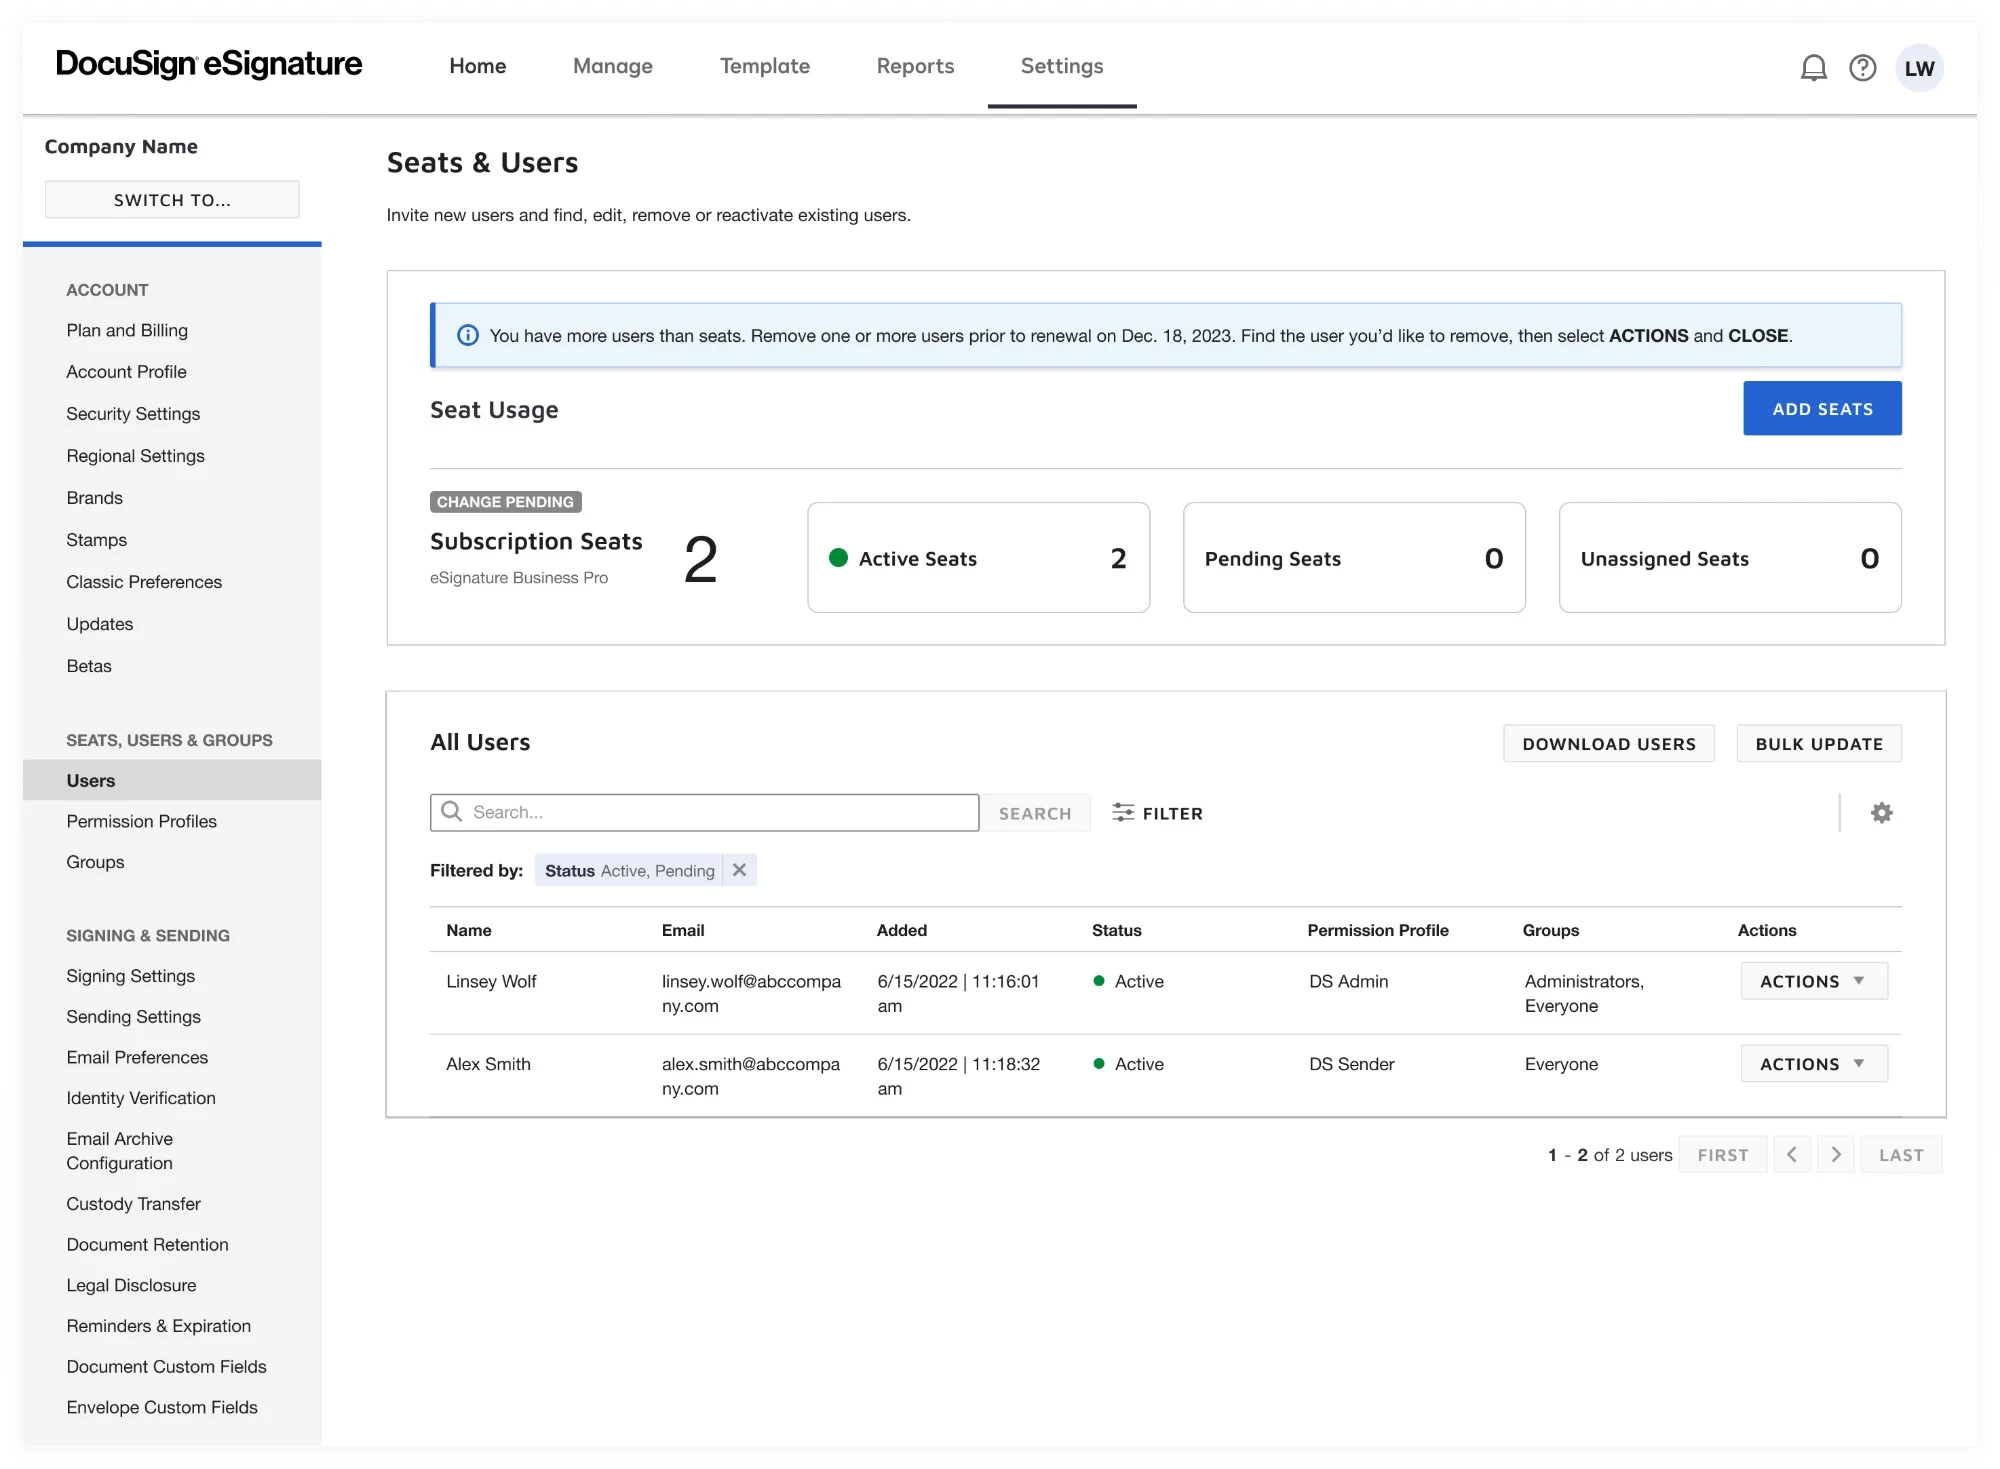 DocuSign eSignature
Home
Manage
Template
Reports
Settings
LW
Company Name
SWITCH TO...
ACCOUNT
Plan and Billing
Account Profile
Security Settings
Regional Settings
Brands
Stamps
Classic Preferences
Updates
Betas
SEATS, USERS & GROUPS
Users
Permission Profiles
Groups
SIGNING & SENDING
Signing Settings
Sending Settings
Email Preferences
Identity Verification
Email Archive
Configuration
Custody Transfer
Document Retention
Legal Disclosure
Reminders & Expiration
Document Custom Fields
Envelope Custom Fields
Seats & Users
Invite new users and find, edit, remove or reactivate existing users.
You have more users than seats. Remove one or more users prior to renewal on Dec. 18, 2023. Find the user you’d like to remove, then select ACTIONS and CLOSE.
Seat Usage
ADD SEATS
CHANGE PENDING
Subscription Seats
eSignature Business Pro
2
Active Seats 2
Pending Seats 0
Unassigned Seats 0
All Users
DOWNLOAD USERS
BULK UPDATE
Search...
SEARCH
FILTER
Filtered by: Status Active, Pending
Name Email Added Status Permission Profile Groups Actions
Linsey Wolf linsey.wolf@abccompa 6/15/2022 | 11:16:01 Active DS Admin Administrators, ACTIONS
ny.com am Everyone
Alex Smith alex.smith@abccompa 6/15/2022 | 11:18:32 Active DS Sender Everyone ACTIONS
ny.com am
1 - 2 of 2 users FIRST LAST